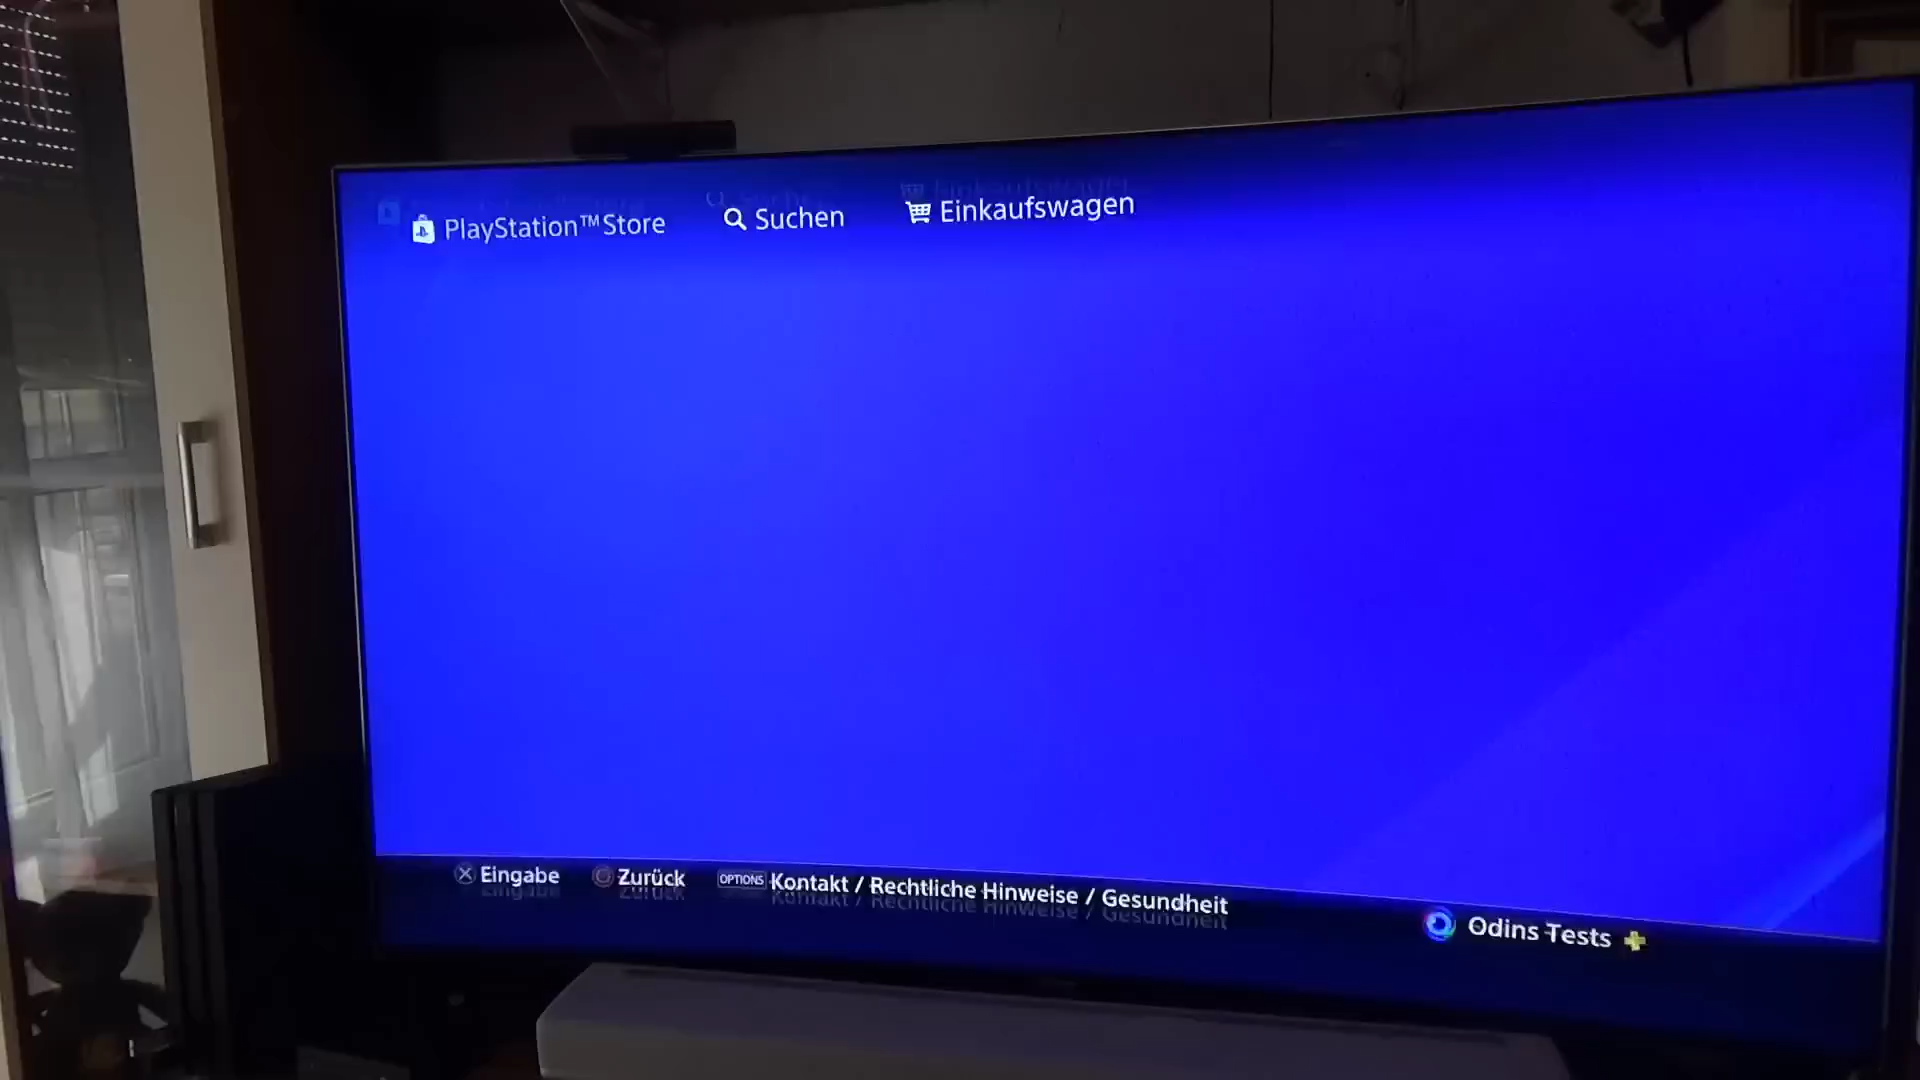 PlayStation™Store
Suchen
Einkaufswagen
Eingabe
Zurück
OPTIONS Kontakt / Rechtliche Hinweise / Gesundheit
Odins Tests